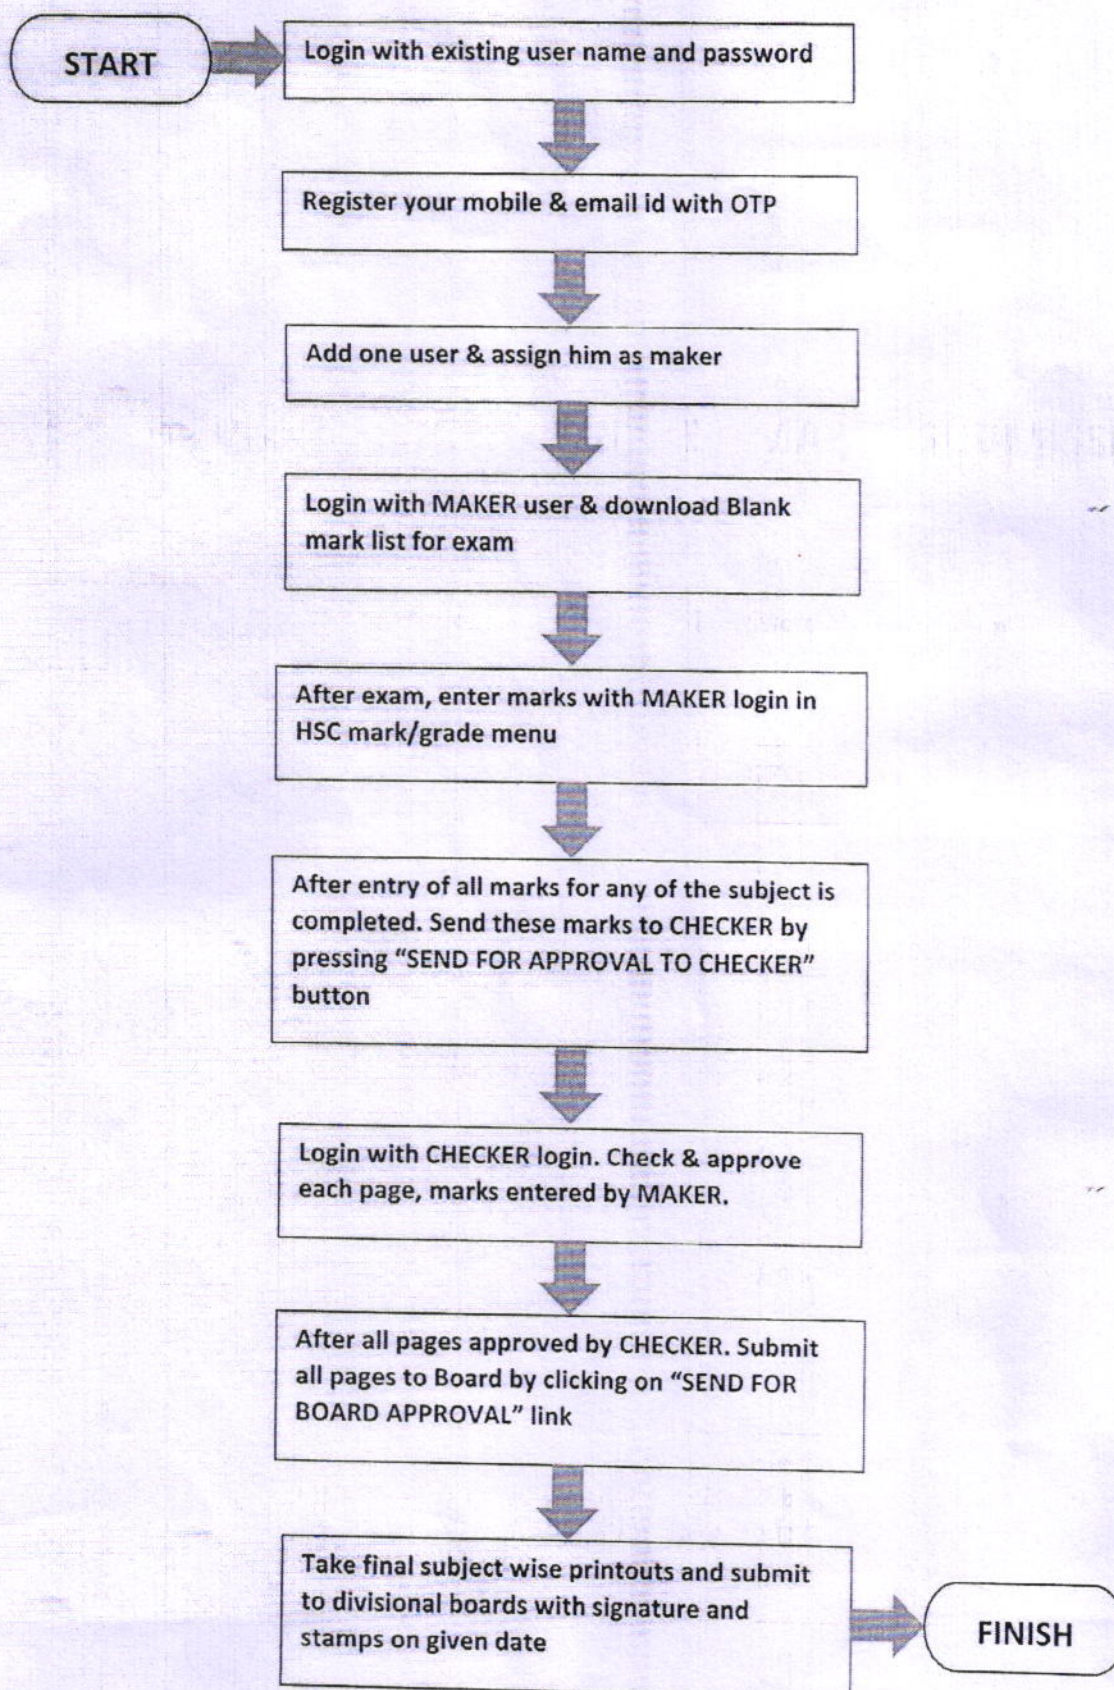 START
Login with existing user name and password
Register your mobile & email id with OTP
Add one user & assign him as maker
Login with MAKER user & download Blank
mark list for exam
After exam, enter marks with MAKER login in
HSC mark/grade menu
After entry of all marks for any of the subject is
completed. Send these marks to CHECKER by
pressing “SEND FOR APPROVAL TO CHECKER”
button
Login with CHECKER login. Check & approve
each page, marks entered by MAKER.
After all pages approved by CHECKER. Submit
all pages to Board by clicking on “SEND FOR
BOARD APPROVAL” link
Take final subject wise printouts and submit
to divisional boards with signature and
stamps on given date
FINISH